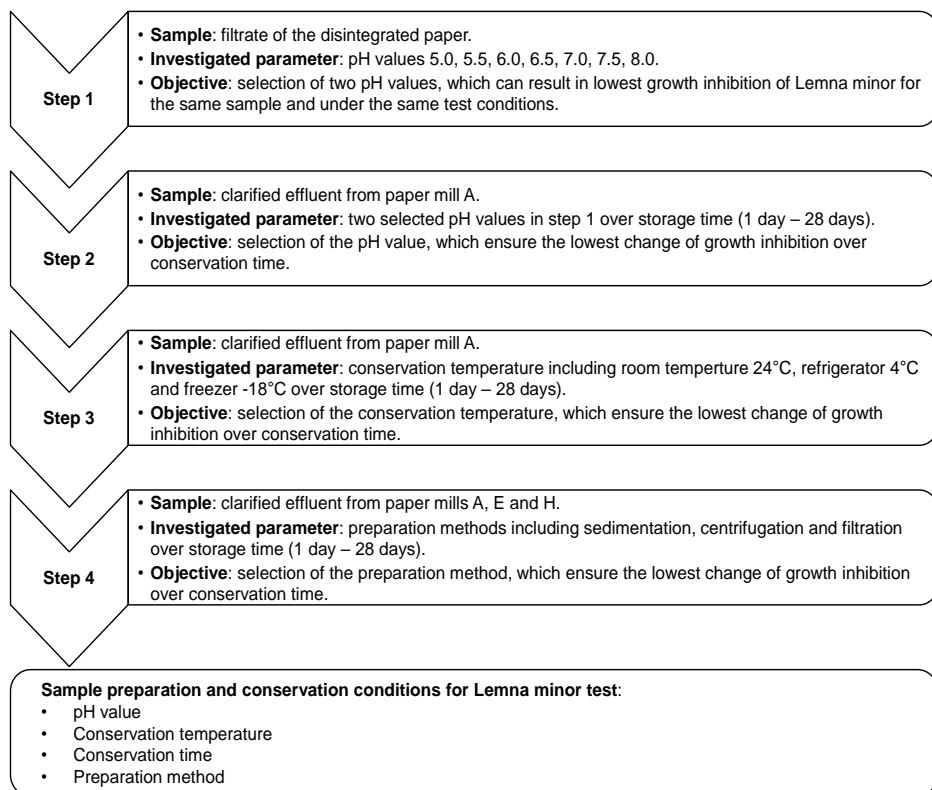 Step 1
• Sample: filtrate of the disintegrated paper.
• Investigated parameter: pH values 5.0, 5.5, 6.0, 6.5, 7.0, 7.5, 8.0.
• Objective: selection of two pH values, which can result in lowest growth inhibition of Lemna minor for
the same sample and under the same test conditions.
Step 2
• Sample: clarified effluent from paper mill A.
• Investigated parameter: two selected pH values in step 1 over storage time (1 day – 28 days).
• Objective: selection of the pH value, which ensure the lowest change of growth inhibition over
conservation time.
Step 3
• Sample: clarified effluent from paper mill A.
• Investigated parameter: conservation temperature including room temperture 24°C, refrigerator 4°C
and freezer -18°C over storage time (1 day – 28 days).
• Objective: selection of the conservation temperature, which ensure the lowest change of growth
inhibition over conservation time.
Step 4
• Sample: clarified effluent from paper mills A, E and H.
• Investigated parameter: preparation methods including sedimentation, centrifugation and filtration
over storage time (1 day – 28 days).
• Objective: selection of the preparation method, which ensure the lowest change of growth inhibition
over conservation time.
Sample preparation and conservation conditions for Lemna minor test:
• pH value
• Conservation temperature
• Conservation time
• Preparation method